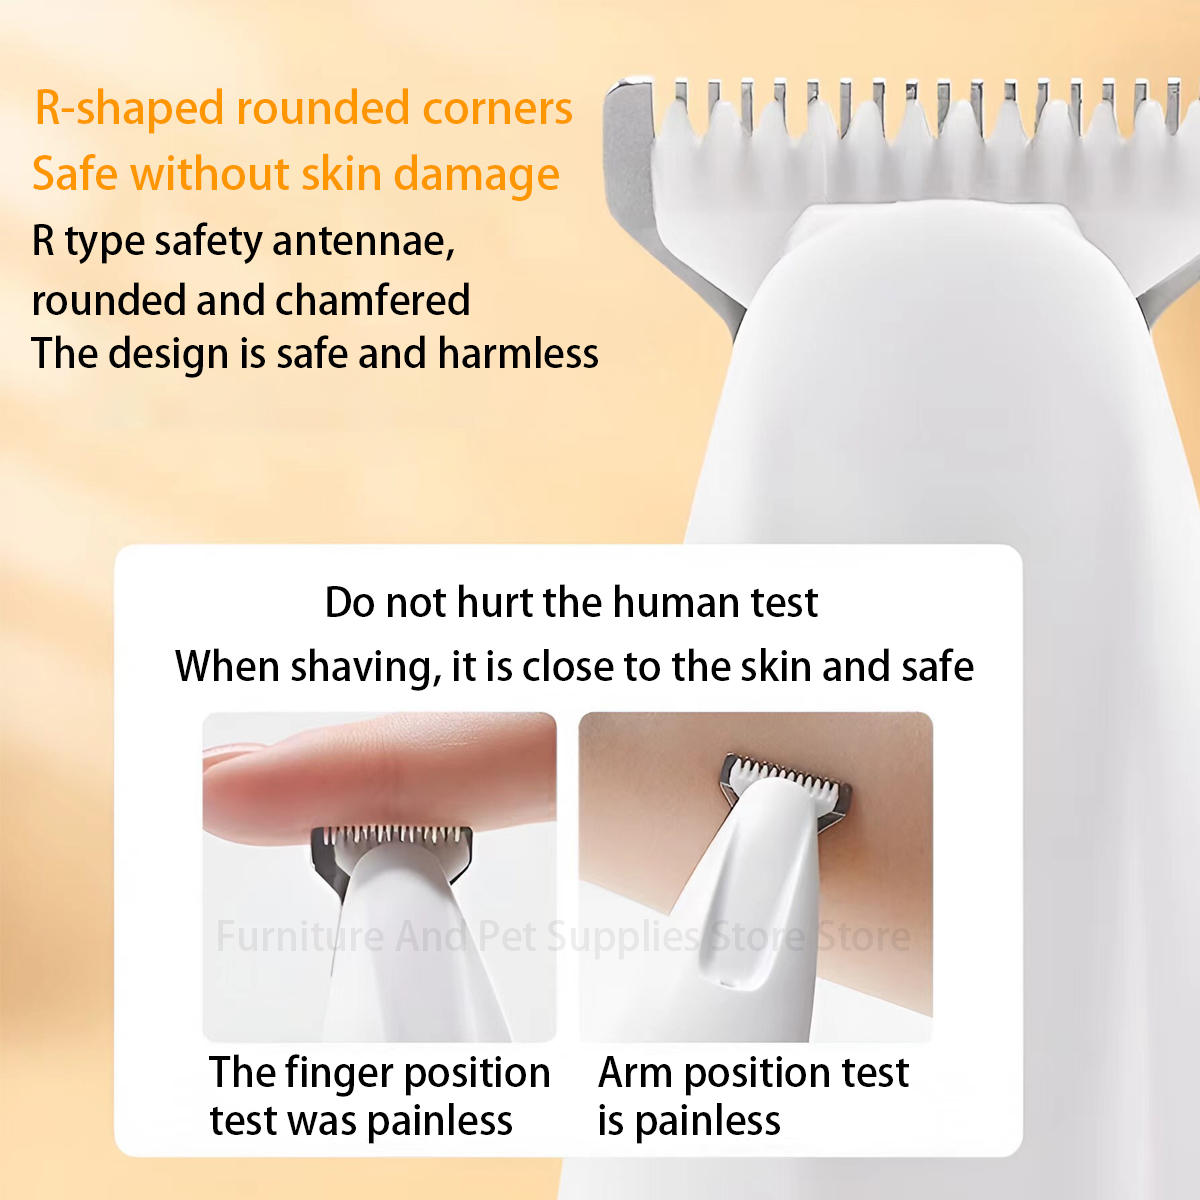 R-shaped rounded corners
Safe without skin damage
R type safety antennae,
rounded and chamfered
The design is safe and harmless
Do not hurt the human test
When shaving, it is close to the skin and safe
Furniture And Pet Supplies Store Store
The finger position
test was painless
Arm position test
is painless